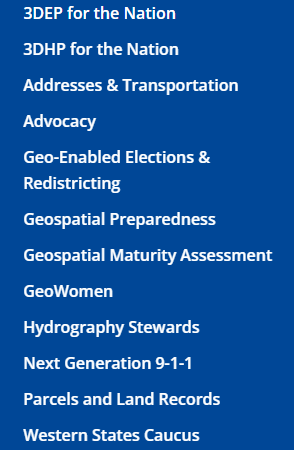 3DEP for the Nation
3DHP for the Nation
Addresses & Transportation
Advocacy
Geo-Enabled Elections &
Redistricting
Geospatial Preparedness
Geospatial Maturity Assessment
GeoWomen
Hydrography Stewards
Next Generation 9-1-1
Parcels and Land Records
Western States Caucus